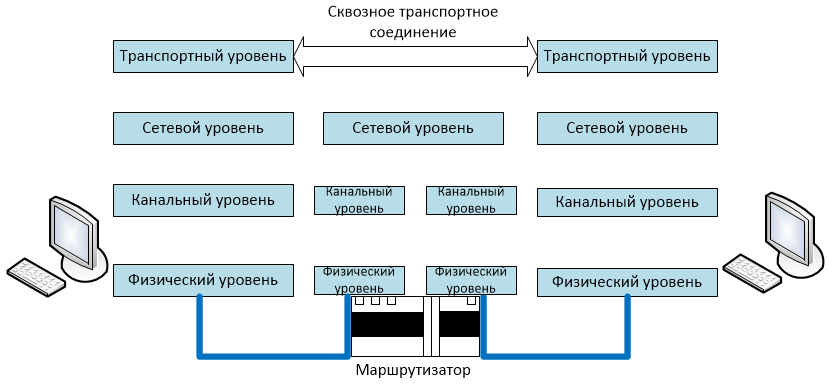 Сквозное транспортное
соединение
Транспортный уровень
Транспортный уровень
Сетевой уровень
Сетевой уровень
Сетевой уровень
Канальный уровень
Канальный
уровень
Канальный
уровень
Канальный уровень
Физический уровень
Физический
уровень
Физический
уровень
Физический уровень
Маршрутизатор